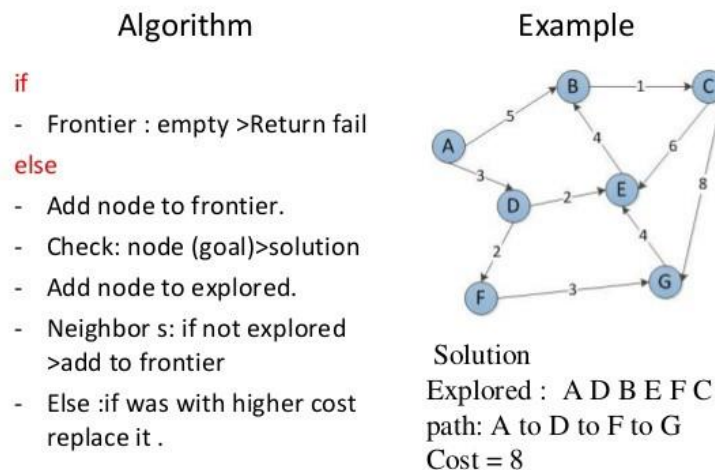 Algorithm
if
- Frontier : empty >Return fail
else
- Add node to frontier.
- Check: node (goal)>solution
- Add node to explored.
- Neighbor s: if not explored
>add to frontier
- Else :if was with higher cost
replace it .
Example
B
1
C
5
A
4
6
3
E
8
D
2
2
4
G
F
3
Solution
Explored : A D B E F C
path: A to D to F to G
Cost = 8